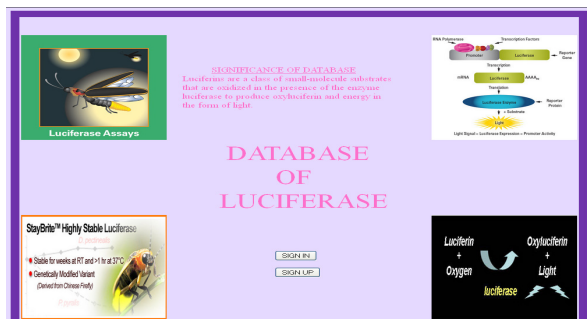 Luciferase Assays
SIGNIFICANCE OF DATABASE
Luciferins are a class of small-molecule substrates
that are oxidized in the presence of the enzyme
luciferase to produce oxyluciferin and energy in
the form of light.
RNA Polymerase
Transcription Factors
Promoter
Luciferase
Reporter
Gene
Transcription
mRNA
Luciferase
AAAA
Translation
Luciferase Enzyme
Reporter
Protein
+ Substrate
Light
Light Signal = Luciferase Expression = Promoter Activity
DATABASE
OF
LUCIFERASE
StayBrite™ Highly Stable Luciferase
Stable for weeks at RT and >1 hr at 37°C
Genetically Modified Variant
(Derived from Chinese Firefly)
SIGN IN
SIGN UP
Luciferin
+
Oxygen
Oxyluciferin
+
Light
luciferase